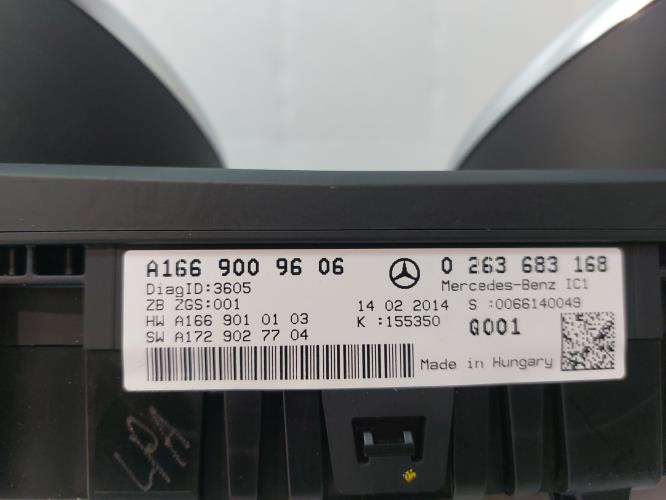 A166 900 96 06 0 263 683 168
DiagID:3605 Mercedes-Benz IC1
ZB ZGS:001 14 02 2014 S :0066140049
HW A166 901 01 03 K :155350 G001
SW A172 902 77 04
Made in Hungary